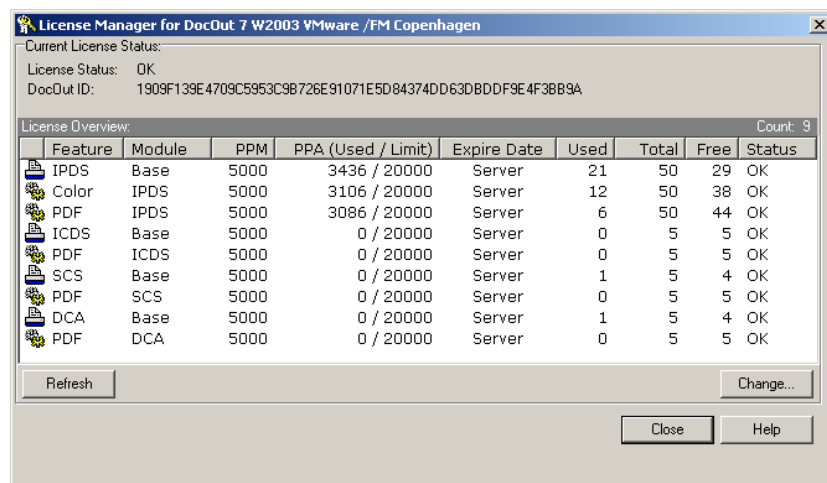 License Manager for DocOut 7 W2003 VMware /FM Copenhagen
Current License Status:
License Status: OK
DocOut ID: 1909F139E4709C5953C9B726E91071E5D84374DD63DBDDF9E4F3BB9A
License Overview: Count: 9
Feature Module PPM PPA (Used / Limit) Expire Date Used Total Free Status
IPDS Base 5000 3436 / 20000 Server 21 50 29 OK
Color IPDS 5000 3106 / 20000 Server 12 50 38 OK
PDF IPDS 5000 3086 / 20000 Server 6 50 44 OK
ICDS Base 5000 0 / 20000 Server 0 5 5 OK
PDF ICDS 5000 0 / 20000 Server 0 5 5 OK
SCS Base 5000 0 / 20000 Server 1 5 4 OK
PDF SCS 5000 0 / 20000 Server 0 5 5 OK
DCA Base 5000 0 / 20000 Server 1 5 4 OK
PDF DCA 5000 0 / 20000 Server 0 5 5 OK
Refresh Change...
Close Help